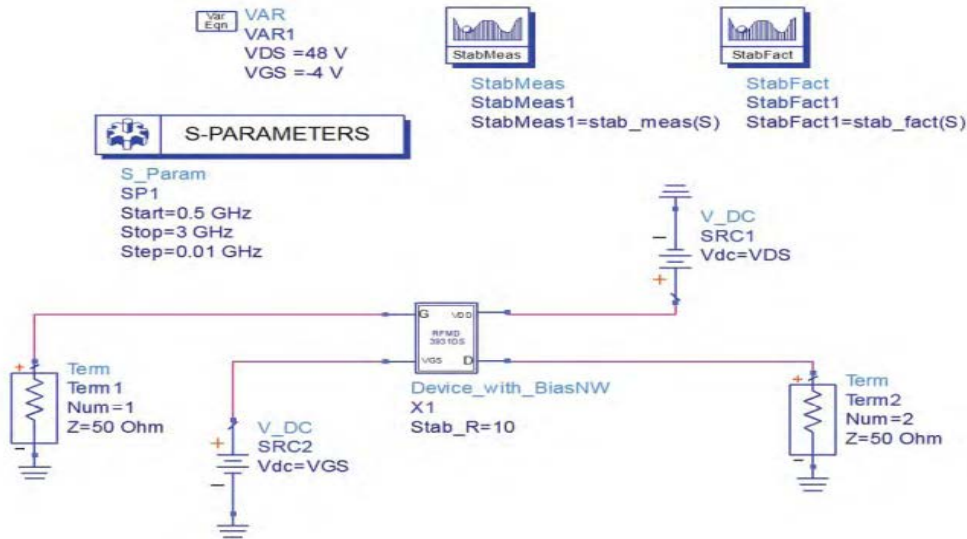 Var
Eqn
VAR
VAR1
VDS =48 V
VGS =-4 V
StabMeas
StabMeas
StabMeas1
StabMeas1=stab_meas(S)
StabFact
StabFact
StabFact1
StabFact1=stab_fact(S)
S-PARAMETERS
S_Param
SP1
Start=0.5 GHz
Stop=3 GHz
Step=0.01 GHz
V_DC
SRC1
Vdc=VDS
G VDD
RFMD
3931DS
VGS D
Device_with_BiasNW
X1
Stab_R=10
Term
Term1
Num=1
Z=50 Ohm
V_DC
SRC2
Vdc=VGS
Term
Term2
Num=2
Z=50 Ohm